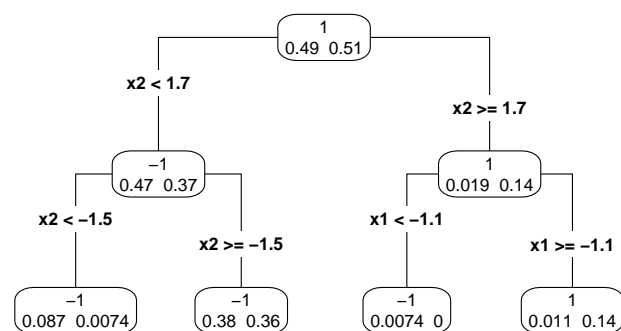 1
0.49 0.51
x2 < 1.7
x2 >= 1.7
−1
0.47 0.37
1
0.019 0.14
x2 < −1.5
x2 >= −1.5
x1 < −1.1
x1 >= −1.1
−1
0.087 0.0074
−1
0.38 0.36
−1
0.0074 0
1
0.011 0.14